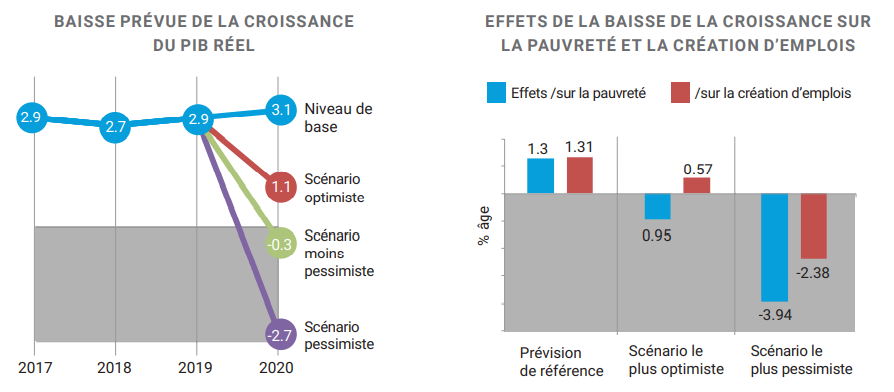 BAISSE PRÉVUE DE LA CROISSANCE
DU PIB RÉEL
2.9
2.7
2.9
3.1
Niveau de
base
1.1
Scénario
optimiste
-0.3
Scénario
moins
pessimiste
-2.7
Scénario
pessimiste
2017
2018
2019
2020
EFFETS DE LA BAISSE DE LA CROISSANCE SUR
LA PAUVRETÉ ET LA CRÉATION D’EMPLOIS
Effets /sur la pauvreté
/sur la création d’emplois
% âge
1.3
1.31
0.57
0.95
-2.38
-3.94
Prévision
de référence
Scénario le
plus optimiste
Scénario le
plus pessimiste